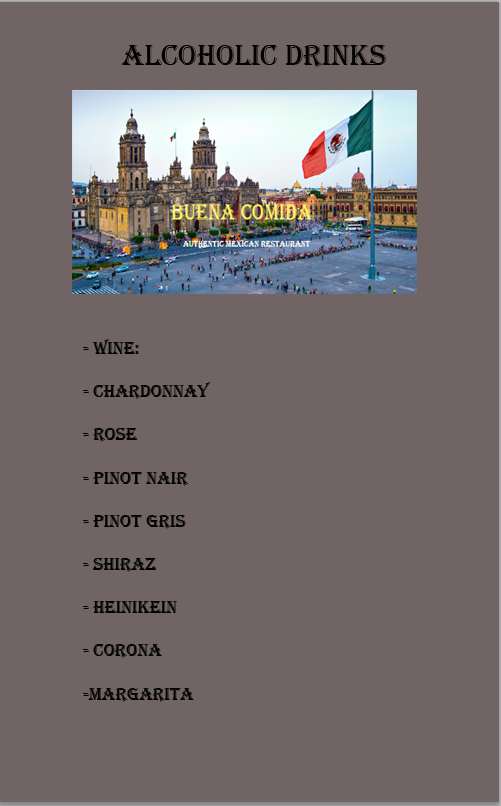 ALCOHOLIC DRINKS
BUENA COMIDA
AUTHENTIC MEXICAN RESTAURANT
- WINE:
- CHARDONNAY
- ROSE
- PINOT NAIR
- PINOT GRIS
- SHIRAZ
- HEINIKEIN
- CORONA
-MARGARITA